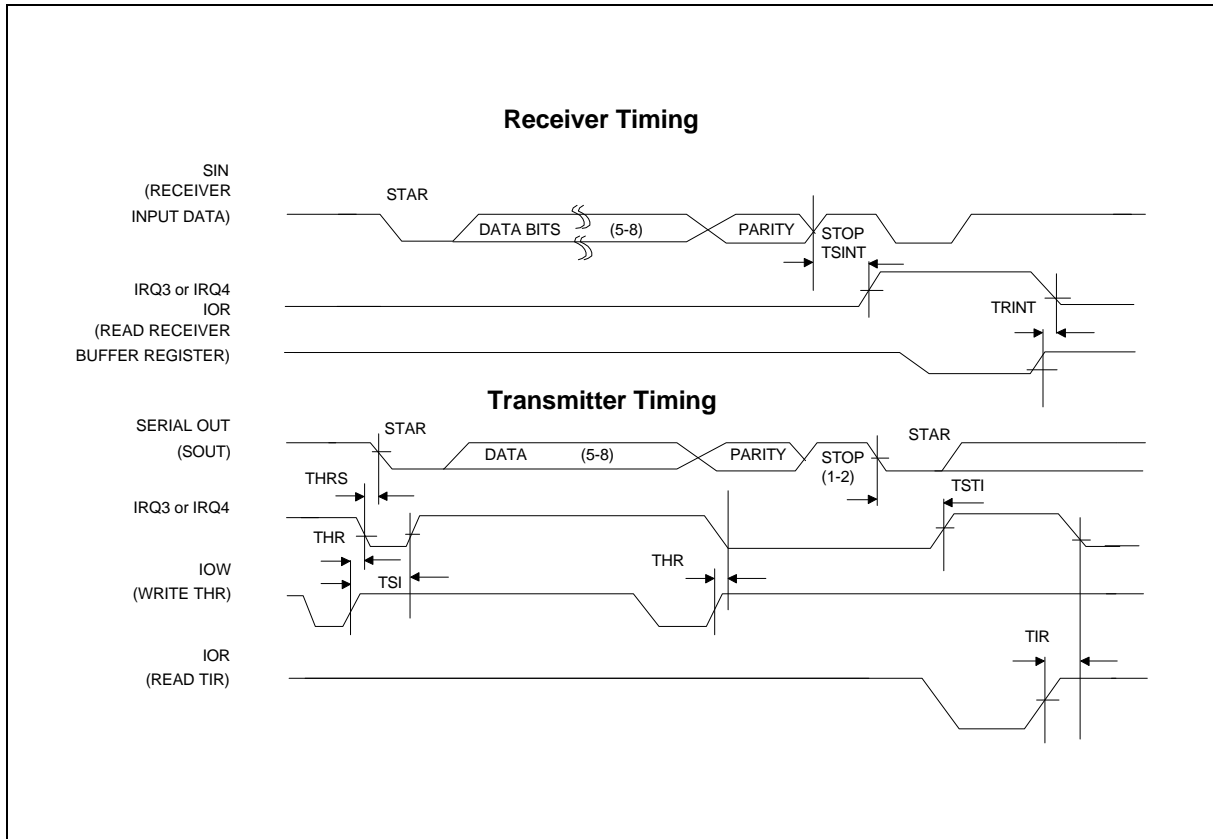 Receiver Timing
SIN
(RECEIVER
INPUT DATA)
STAR
DATA BITS (5-8)
PARITY
STOP
TSINT
IRQ3 or IRQ4
IOR
(READ RECEIVER
BUFFER REGISTER)
TRINT
Transmitter Timing
SERIAL OUT
(SOUT)
STAR
DATA (5-8)
PARITY
STOP
(1-2)
STAR
THRS
TSTI
IRQ3 or IRQ4
THR
THR
IOW
(WRITE THR)
TSI
TIR
IOR
(READ TIR)